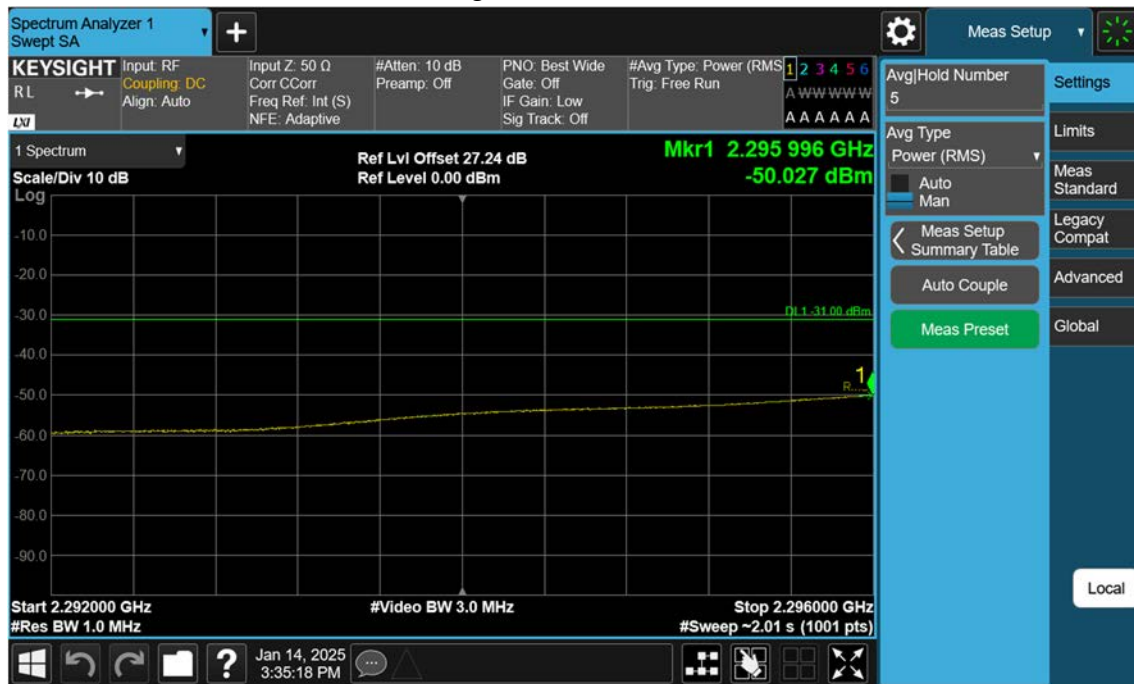 Spectrum Analyzer 1
Swept SA
+
Meas Setup
KEYSIGHT
R L
LXI
Input: RF
Coupling: DC
Align: Auto
Input Z: 50 Ω
Corr CCorr
Freq Ref: Int (S)
NFE: Adaptive
#Atten: 10 dB
Preamp: Off
PNO: Best Wide
Gate: Off
IF Gain: Low
Sig Track: Off
#Avg Type: Power (RMS
Trig: Free Run
1 2 3 4 5 6
A W W W W W
A A A A A A
1 Spectrum
Scale/Div 10 dB
Log
Ref Lvl Offset 27.24 dB
Ref Level 0.00 dBm
Mkr1 2.295 996 GHz
-50.027 dBm
-10.0
-20.0
-30.0
DL1 -31.00 dBm
-40.0
1
-50.0
-60.0
-70.0
-80.0
-90.0
Start 2.292000 GHz
#Video BW 3.0 MHz
Stop 2.296000 GHz
#Res BW 1.0 MHz
#Sweep ~2.01 s (1001 pts)
Avg|Hold Number
5
Avg Type
Power (RMS)
Auto
Man
Meas Setup
Summary Table
Auto Couple
Meas Preset
Settings
Limits
Meas
Standard
Legacy
Compat
Advanced
Global
Local
?
Jan 14, 2025
3:35:18 PM